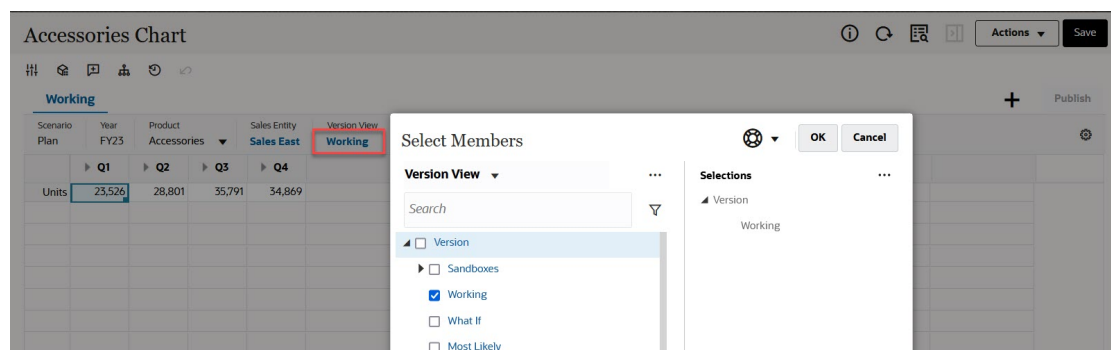 Accessories Chart
Actions
Save
Working
Publish
Scenario Year Product Sales Entity Version View
Plan FY23 Accessories Sales East Working
Q1 Q2 Q3 Q4
Units 23,526 28,801 35,791 34,869
Select Members
OK
Cancel
Version View
Selections
Search
Version
Working
Version
Sandboxes
Working
What If
Most Likely